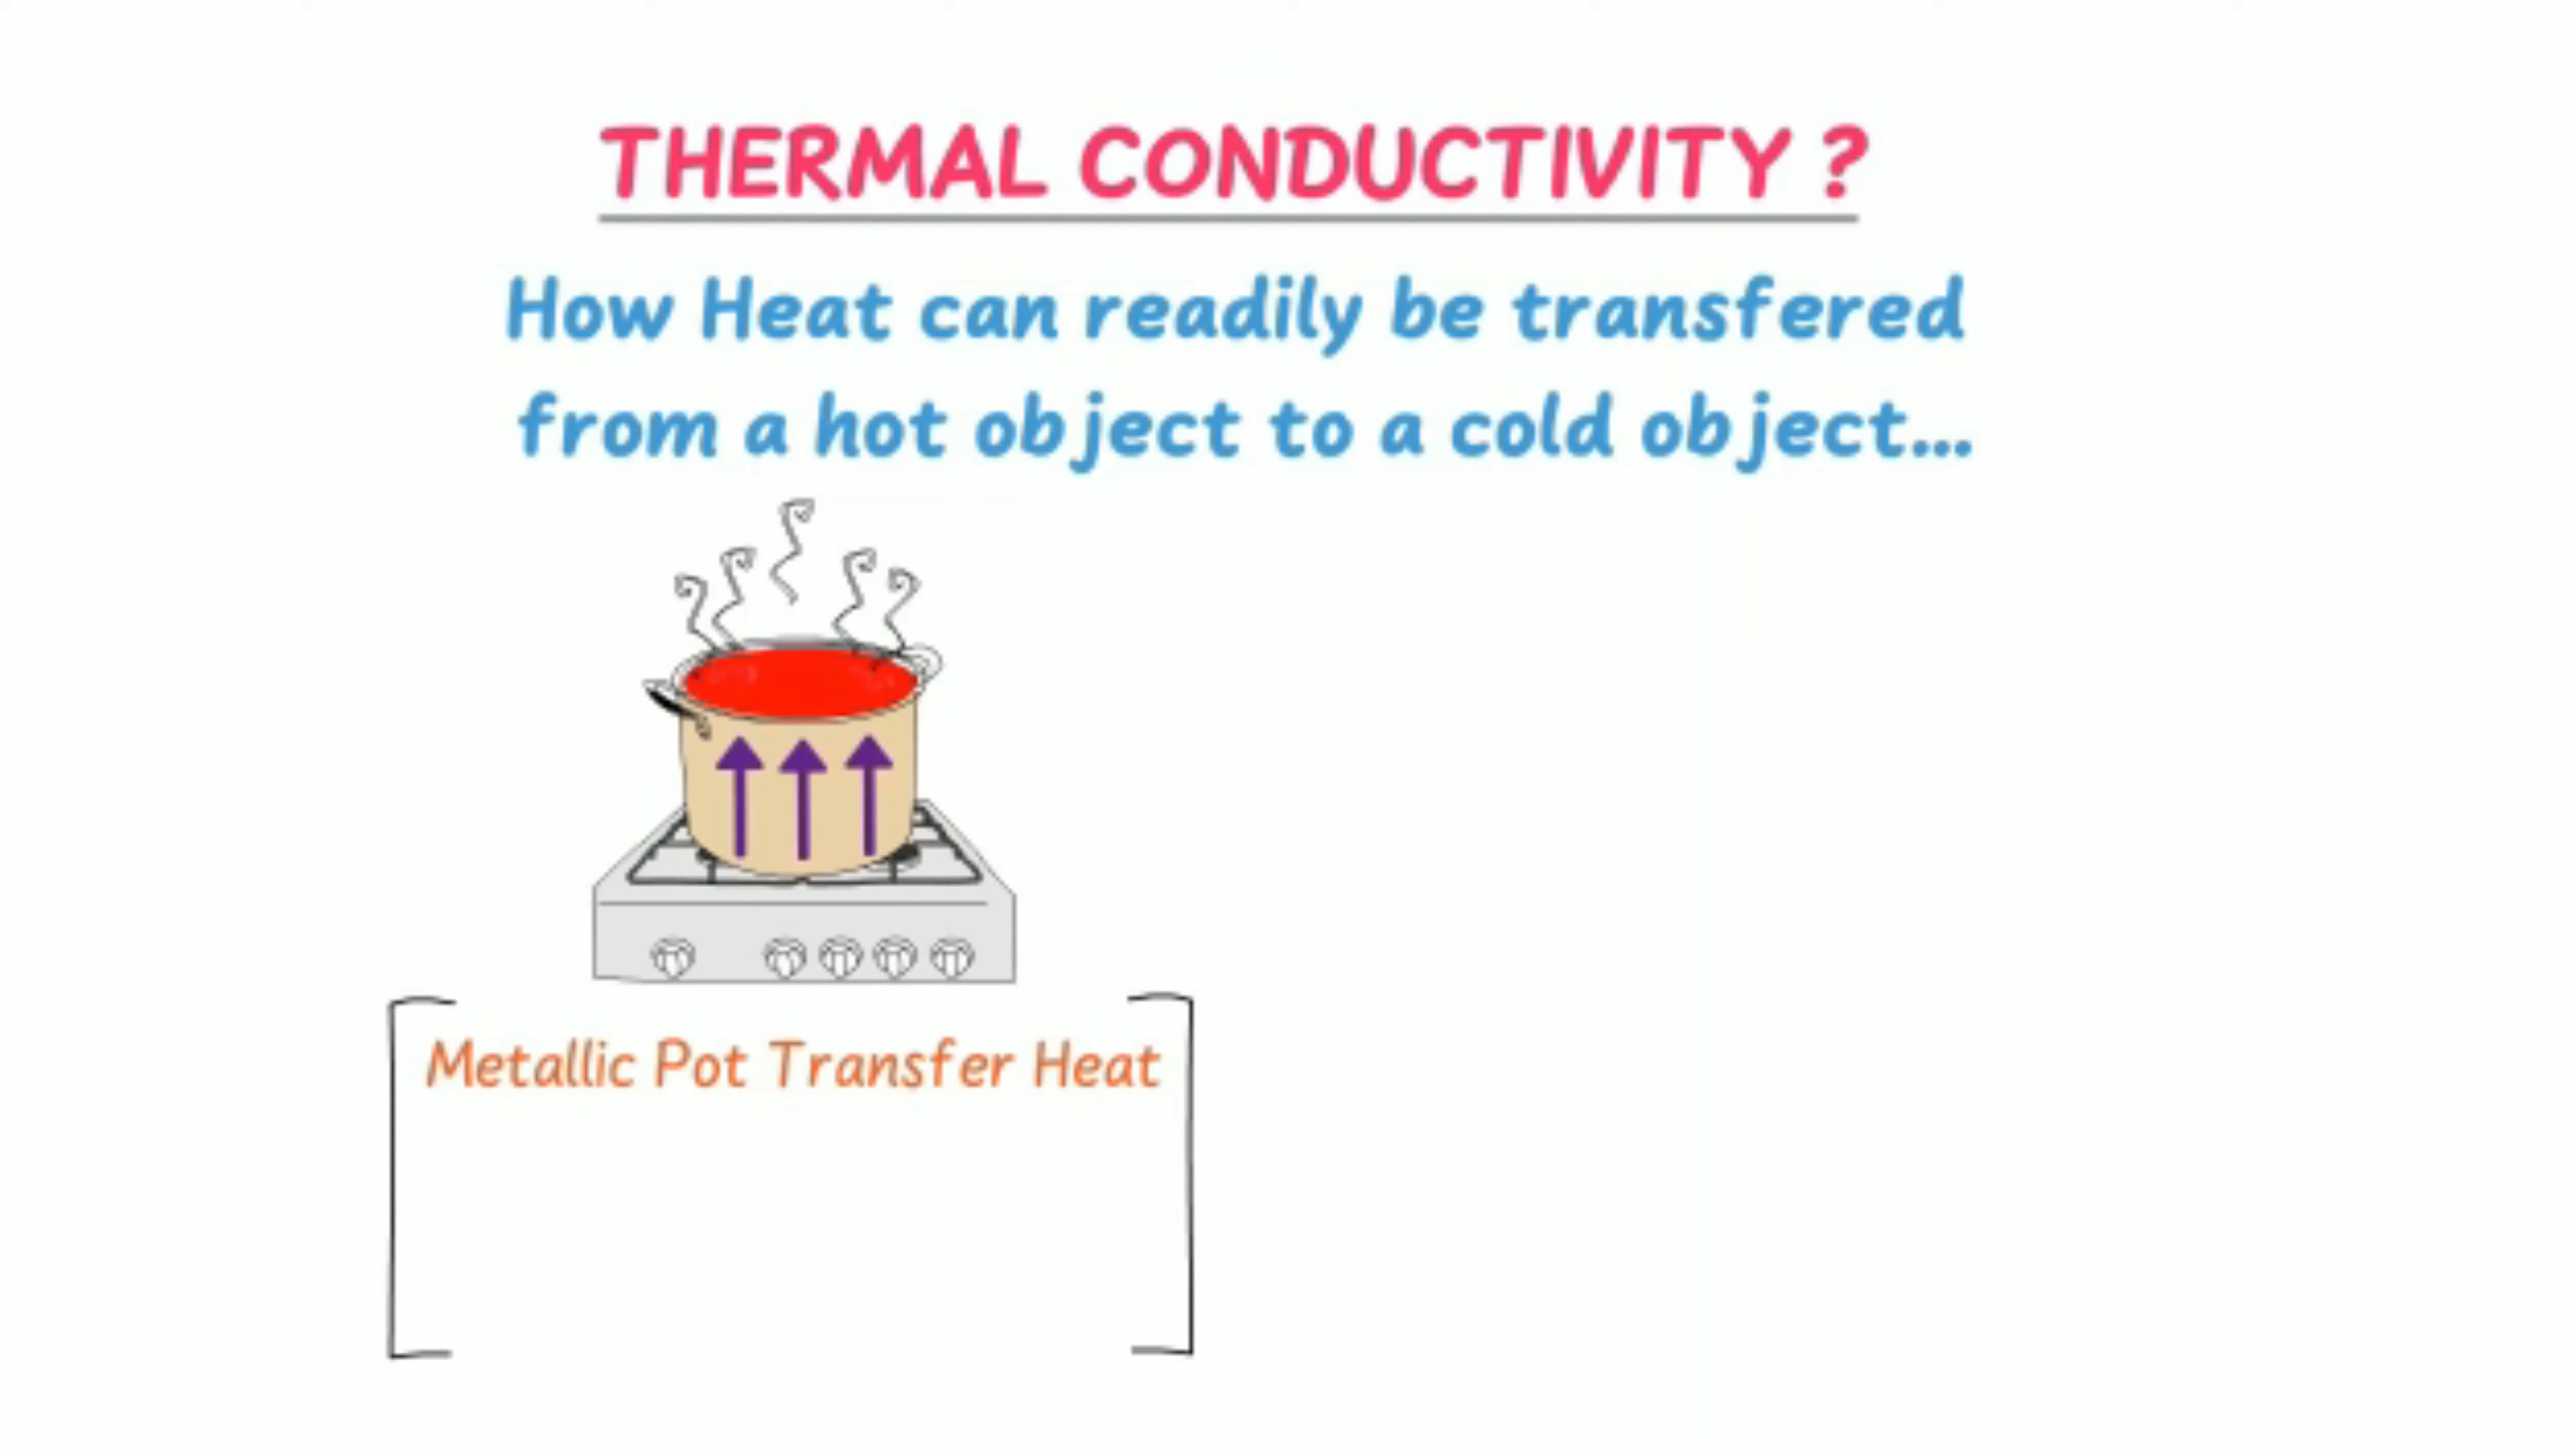 THERMAL CONDUCTIVITY ?
How Heat can readily be transfered
from a hot object to a cold object...
Metallic Pot Transfer Heat